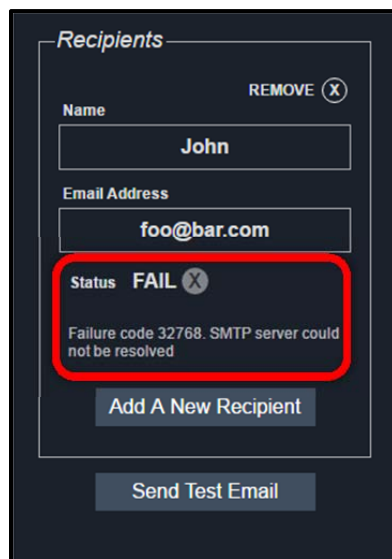 Recipients
REMOVE X
Name
John
Email Address
foo@bar.com
Status FAIL X
Failure code 32768. SMTP server could
not be resolved
Add A New Recipient
Send Test Email